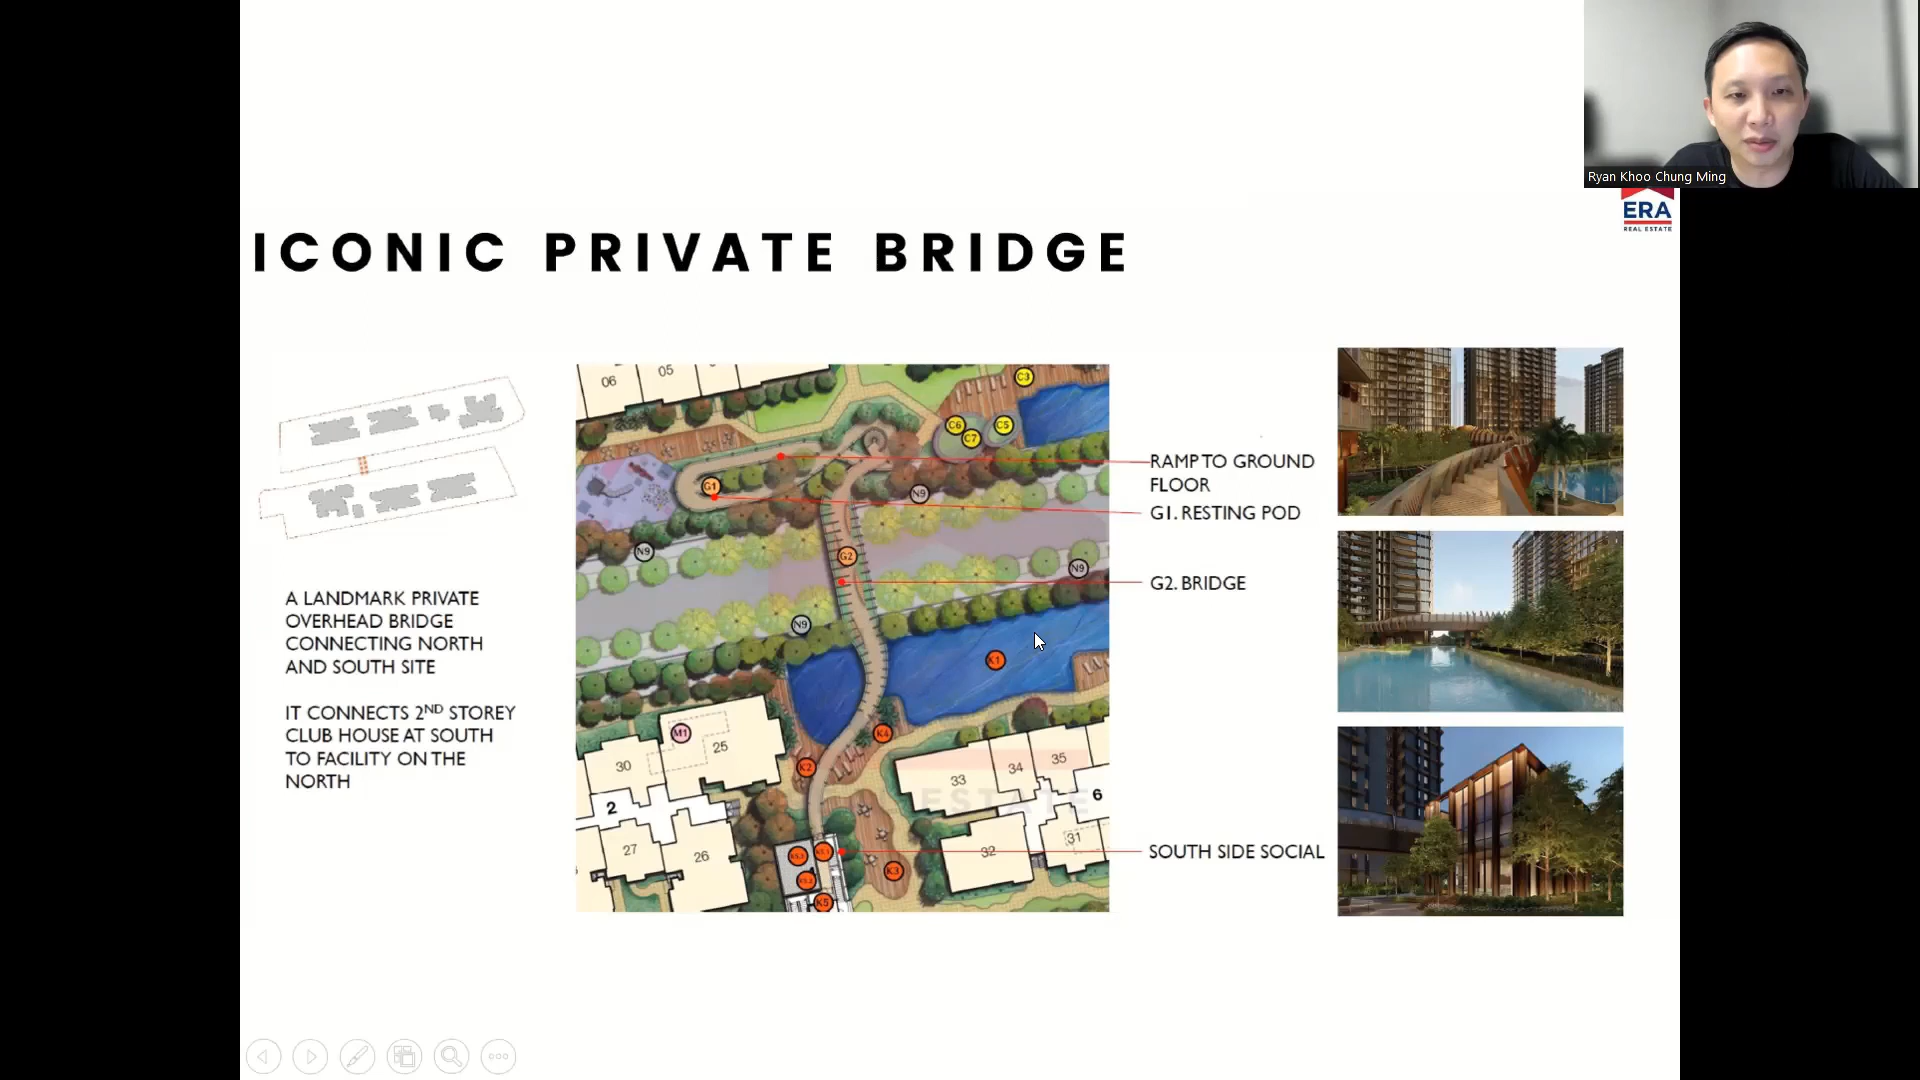 Ryan Khoo Chung Ming
ERA
REAL ESTATE
ICONIC PRIVATE BRIDGE
A LANDMARK PRIVATE
OVERHEAD BRIDGE
CONNECTING NORTH
AND SOUTH SITE
IT CONNECTS 2ND STOREY
CLUB HOUSE AT SOUTH
TO FACILITY ON THE
NORTH
06
05
C3
C6
C5
C7
G1
N9
N9
G2
N9
N9
K1
M1
25
K4
30
K2
33
34
35
2
6
ESTATE
27
26
32
31
K3
K5
RAMP TO GROUND
FLOOR
G1. RESTING POD
G2. BRIDGE
SOUTH SIDE SOCIAL